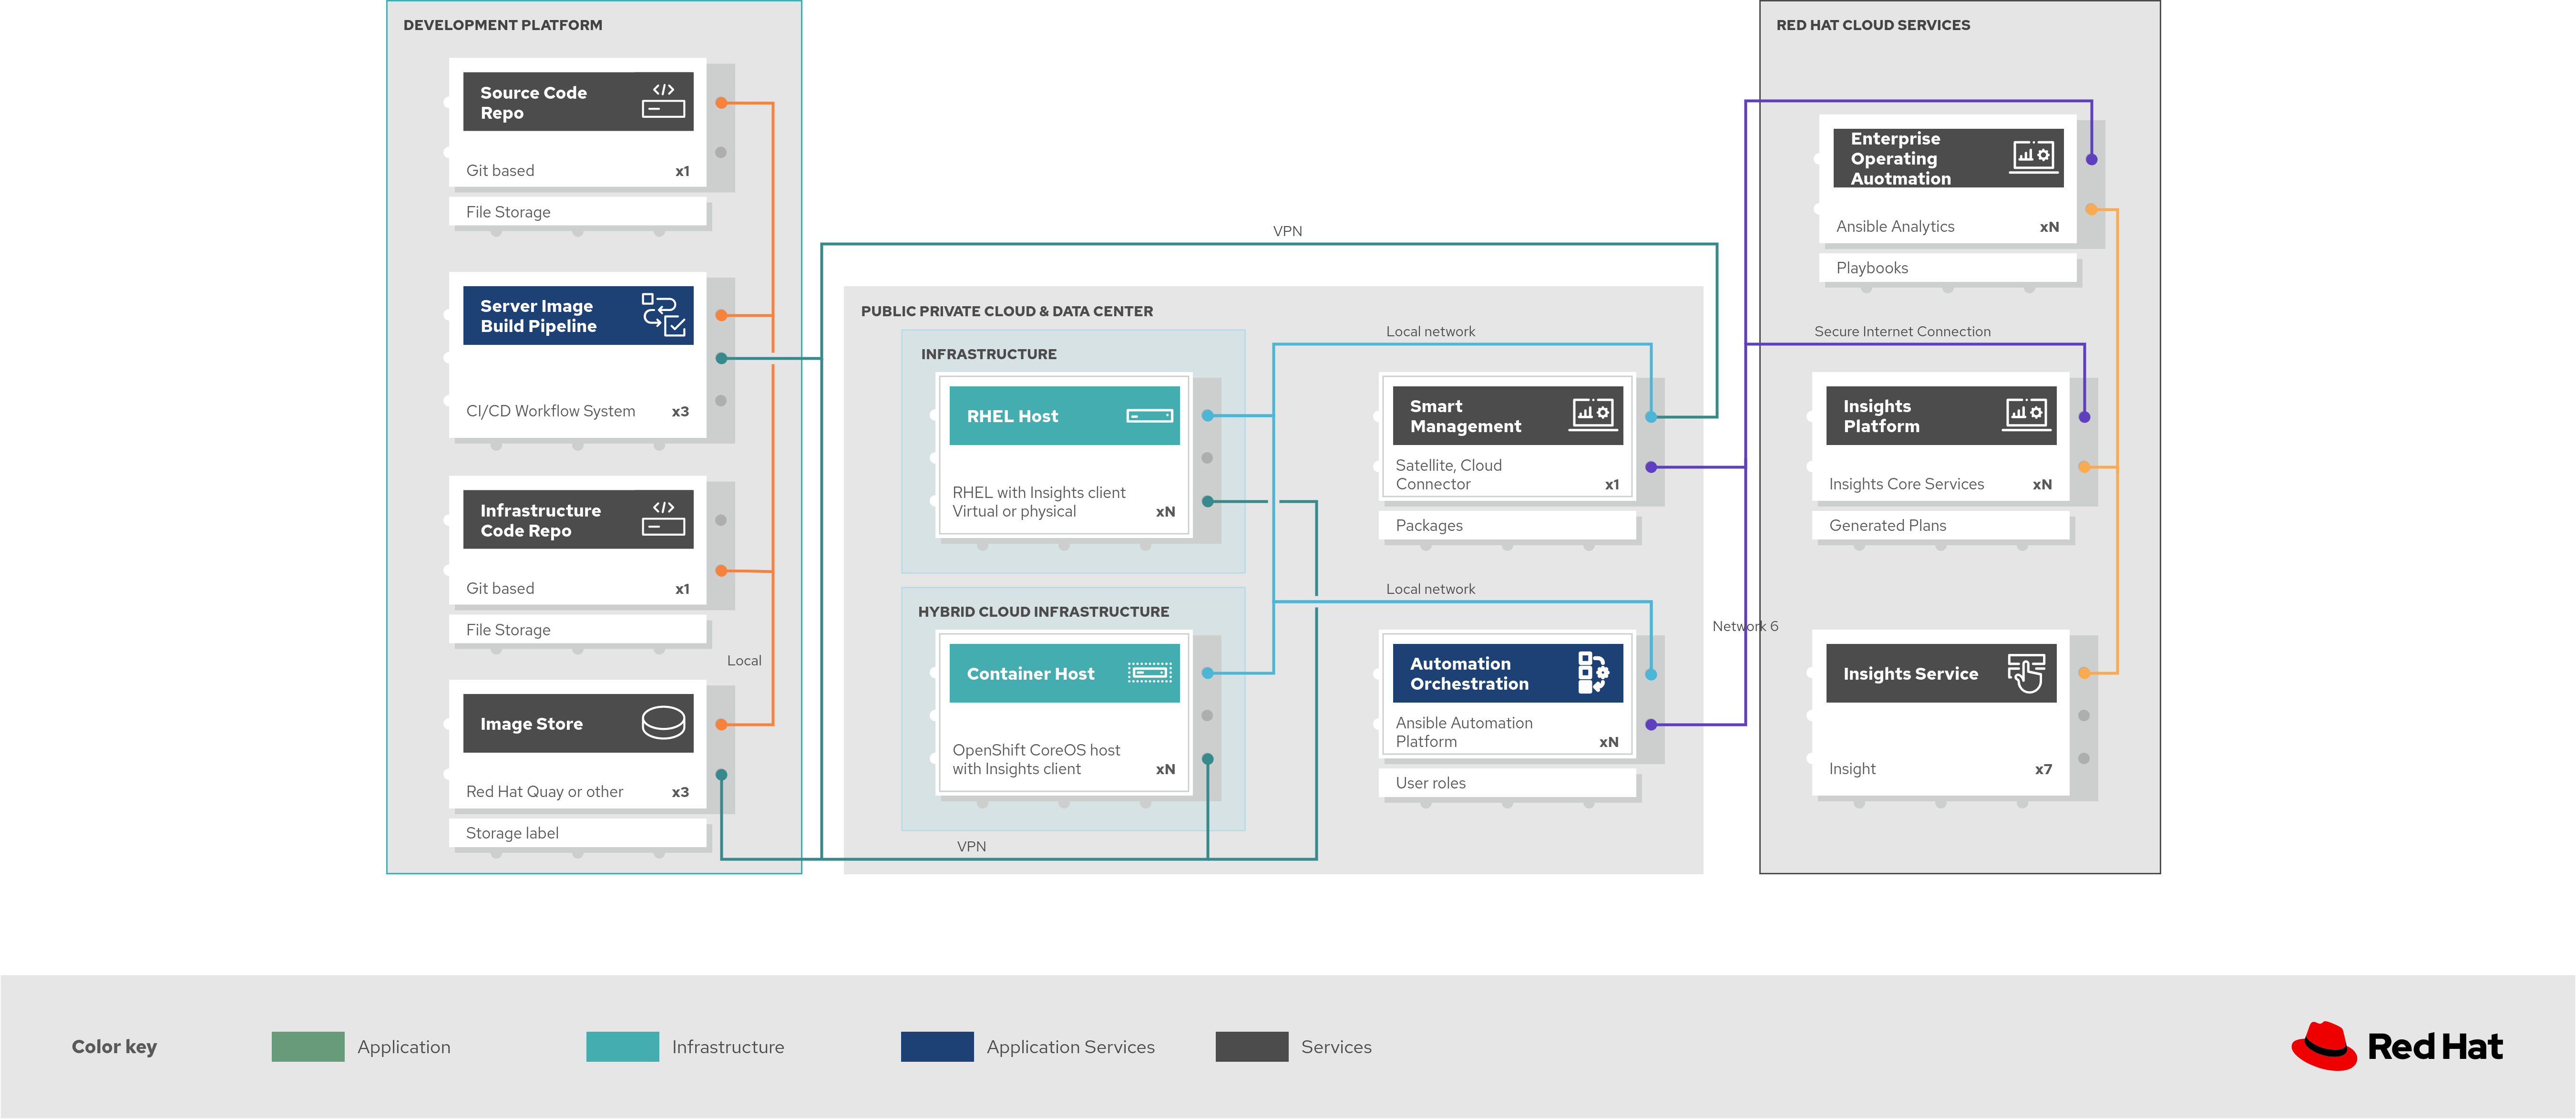 DEVELOPMENT PLATFORM
Source Code
Repo
Git based
x1
File Storage
Server Image
Build Pipeline
CI/CD Workflow System
x3
Infrastructure
Code Repo
Git based
x1
File Storage
Local
Image Store
Red Hat Quay or other
x3
Storage label
VPN
PUBLIC PRIVATE CLOUD & DATA CENTER
INFRASTRUCTURE
RHEL Host
RHEL with Insights client
Virtual or physical
xN
HYBRID CLOUD INFRASTRUCTURE
Container Host
OpenShift CoreOS host
with Insights client
xN
VPN
Local network
Smart
Management
Satellite, Cloud
Connector
x1
Packages
Local network
Automation
Orchestration
Ansible Automation
Platform
xN
User roles
Network 6
RED HAT CLOUD SERVICES
Enterprise
Operating
Auotmation
Ansible Analytics
xN
Playbooks
Secure Internet Connection
Insights
Platform
Insights Core Services
xN
Generated Plans
Insights Service
Insight
x7
Color key
Application
Infrastructure
Application Services
Services
Red Hat